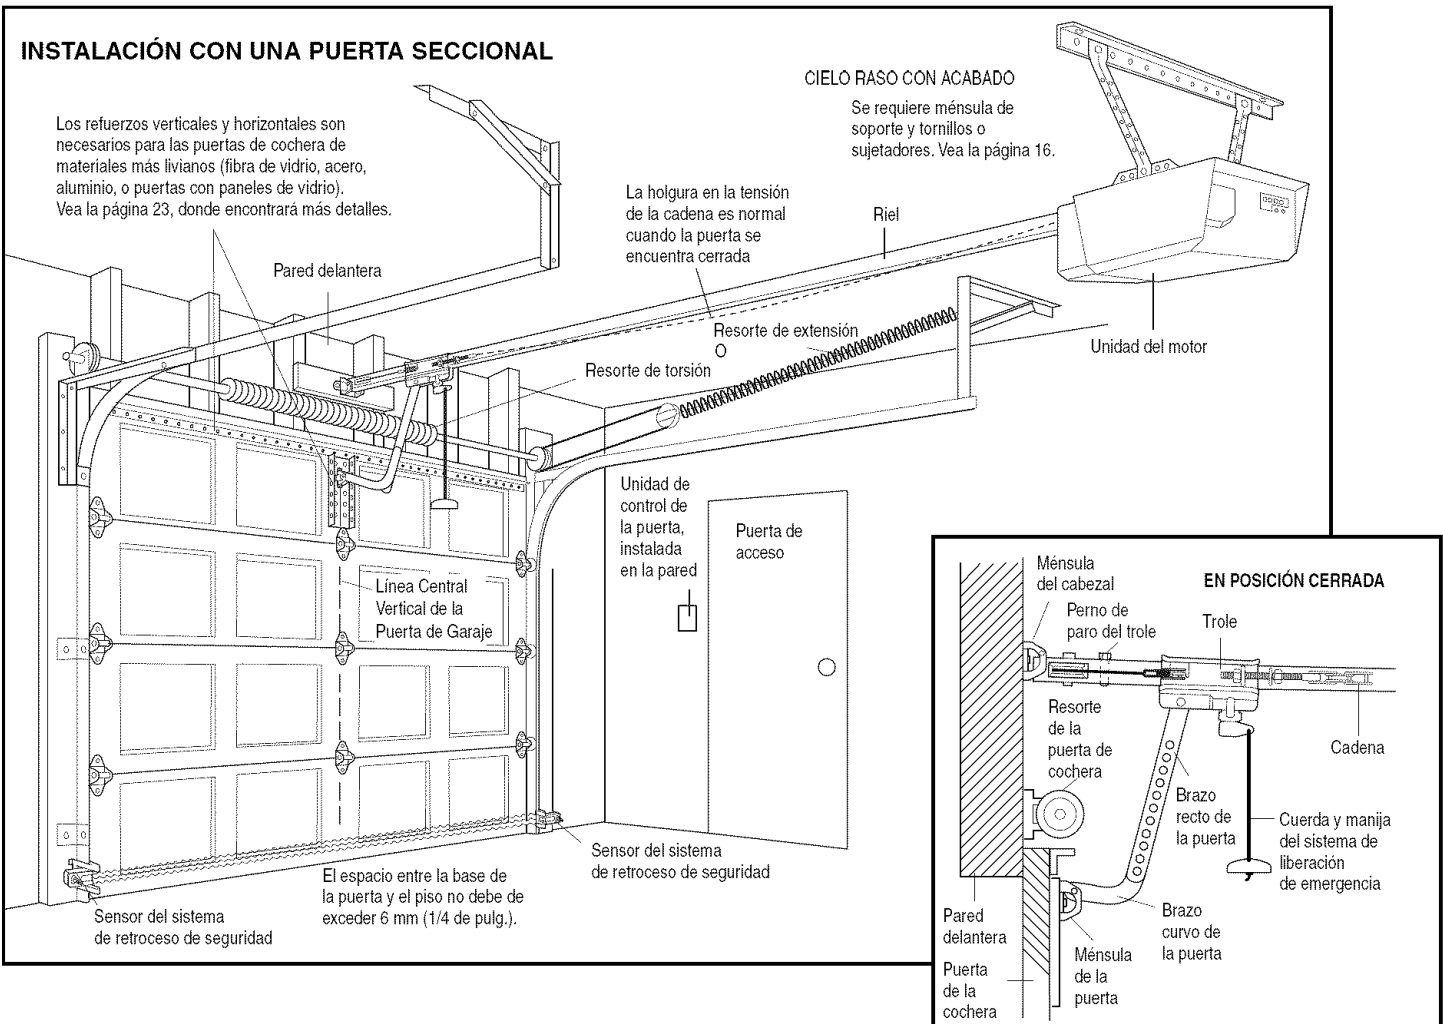 INSTALACIÓN CON UNA PUERTA SECCIONAL
Los refuerzos verticales y horizontales son
necesarios para las puertas de cochera de
materiales más livianos (fibra de vidrio, acero,
aluminio, o puertas con paneles de vidrio).
Vea la página 23, donde encontrará más detalles.
Pared delantera
La holgura en la tensión
de la cadena es normal
cuando la puerta se
encuentra cerrada
Riel
CIELO RASO CON ACABADO
Se requiere ménsula de
soporte y tornillos o
sujetadores. Vea la página 16.
Unidad del motor
Resorte de extensión
O
Resorte de torsión
Unidad de
control de
la puerta,
instalada
en la pared
Puerta de
acceso
Línea Central
Vertical de la
Puerta de Garaje
Sensor del sistema
de retroceso de seguridad
El espacio entre la base de
la puerta y el piso no debe de
exceder 6 mm (1/4 de pulg.).
Sensor del sistema
de retroceso de seguridad
EN POSICIÓN CERRADA
Ménsula
del cabezal
Perno de
paro del trole
Trole
Resorte
de la
puerta de
cochera
Cadena
Brazo
recto de
la puerta
Cuerda y manija
del sistema de
liberación
de emergencia
Pared
delantera
Brazo
curvo de
la puerta
Ménsula
de la
puerta
Puerta
de la
cochera